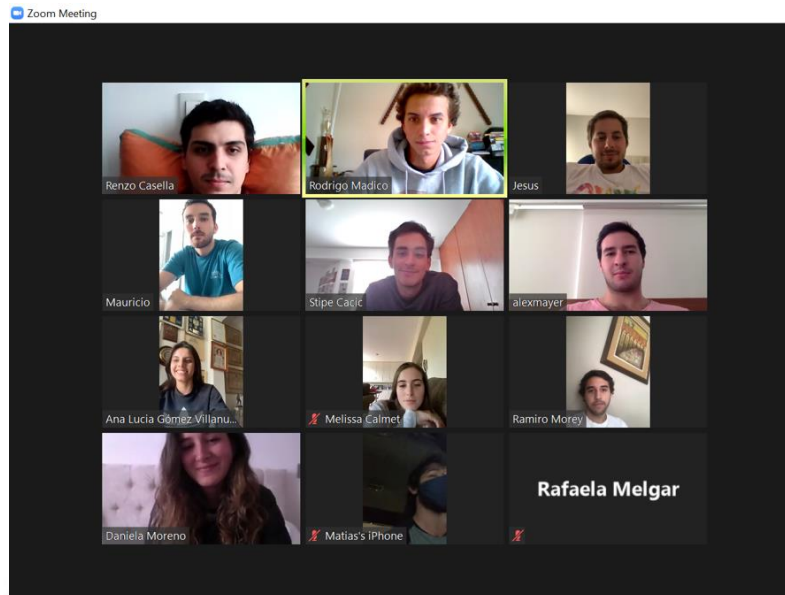 Zoom Meeting
Renzo Casella
Rodrigo Madico
Jesus
Mauricio
Stipe Cacic
alexmayer
Ana Lucia Gómez Villanu...
Melissa Calmet
Ramiro Morey
Daniela Moreno
Matias's iPhone
Rafaela Melgar